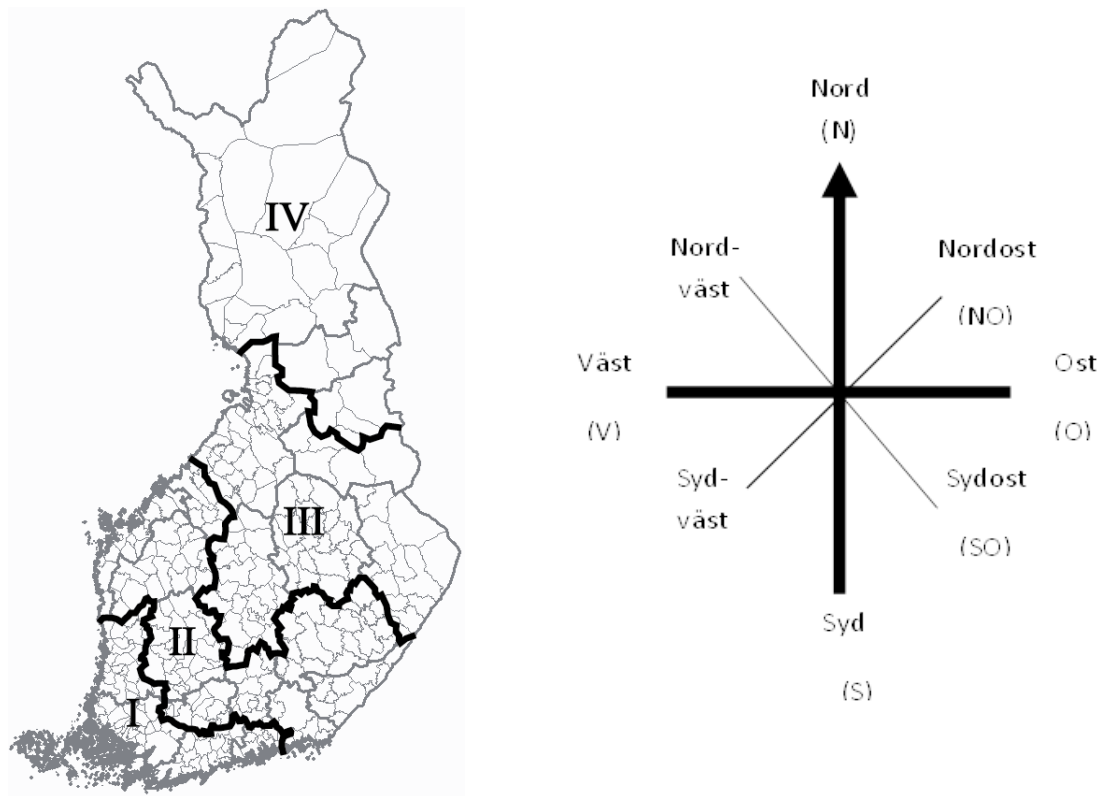 IV
III
II
I
Nord
(N)
Nord-
väst
Nordost
(NO)
Väst
(V)
Ost
(O)
Syd-
väst
Sydost
(SO)
Syd
(S)